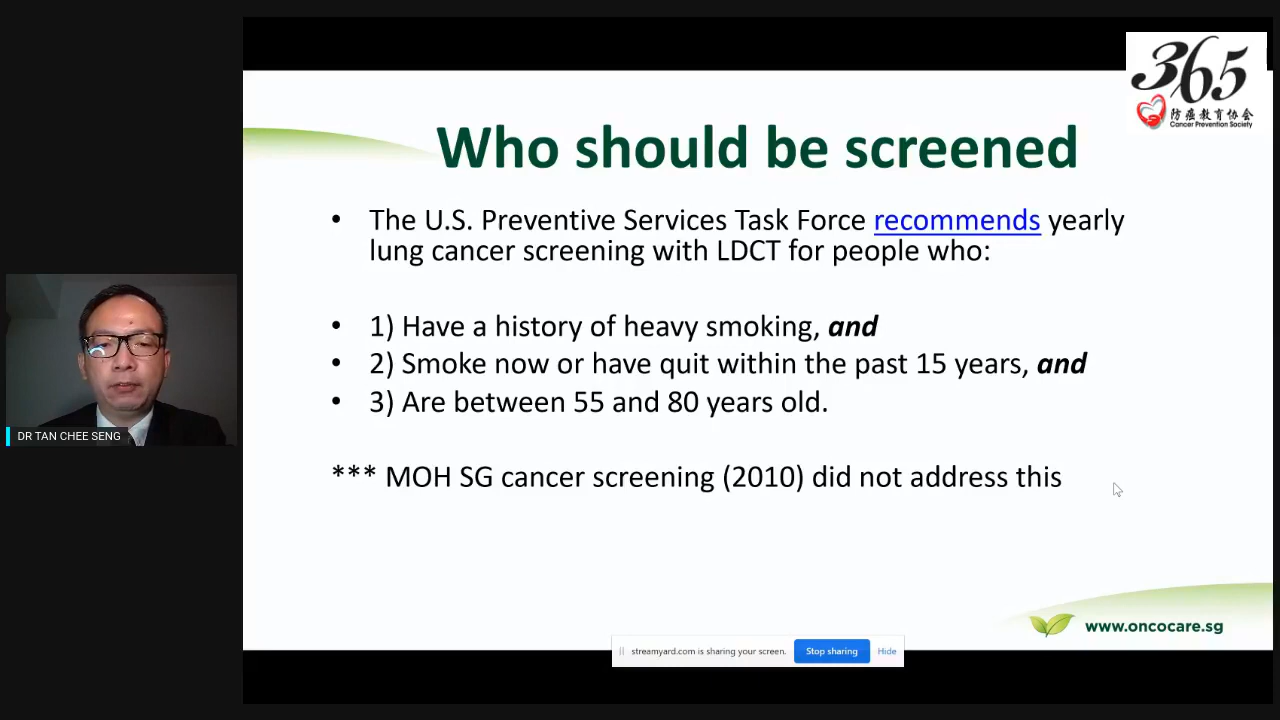 365
防癌教育协会
Cancer Prevention Society
Who should be screened
• The U.S. Preventive Services Task Force recommends yearly
lung cancer screening with LDCT for people who:
• 1) Have a history of heavy smoking, and
• 2) Smoke now or have quit within the past 15 years, and
• 3) Are between 55 and 80 years old.
*** MOH SG cancer screening (2010) did not address this
DR TAN CHEE SENG
www.oncocare.sg
streamyard.com is sharing your screen. Stop sharing Hide